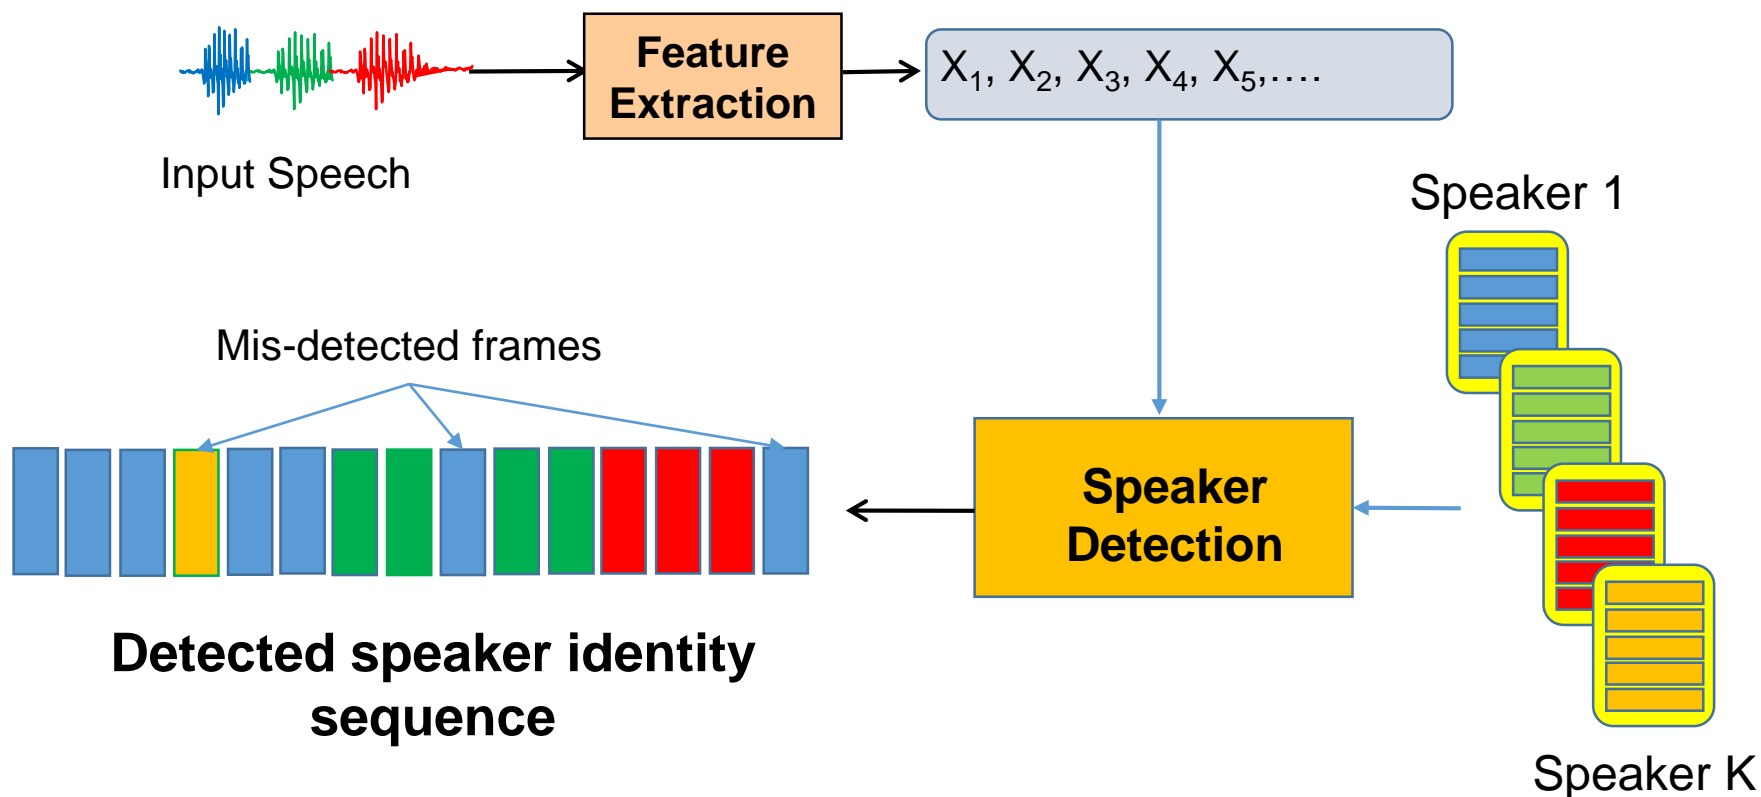 Feature
Extraction
X₁, X₂, X₃, X₄, X₅,....
Input Speech
Speaker 1
Mis-detected frames
Speaker
Detection
Detected speaker identity
sequence
Speaker K